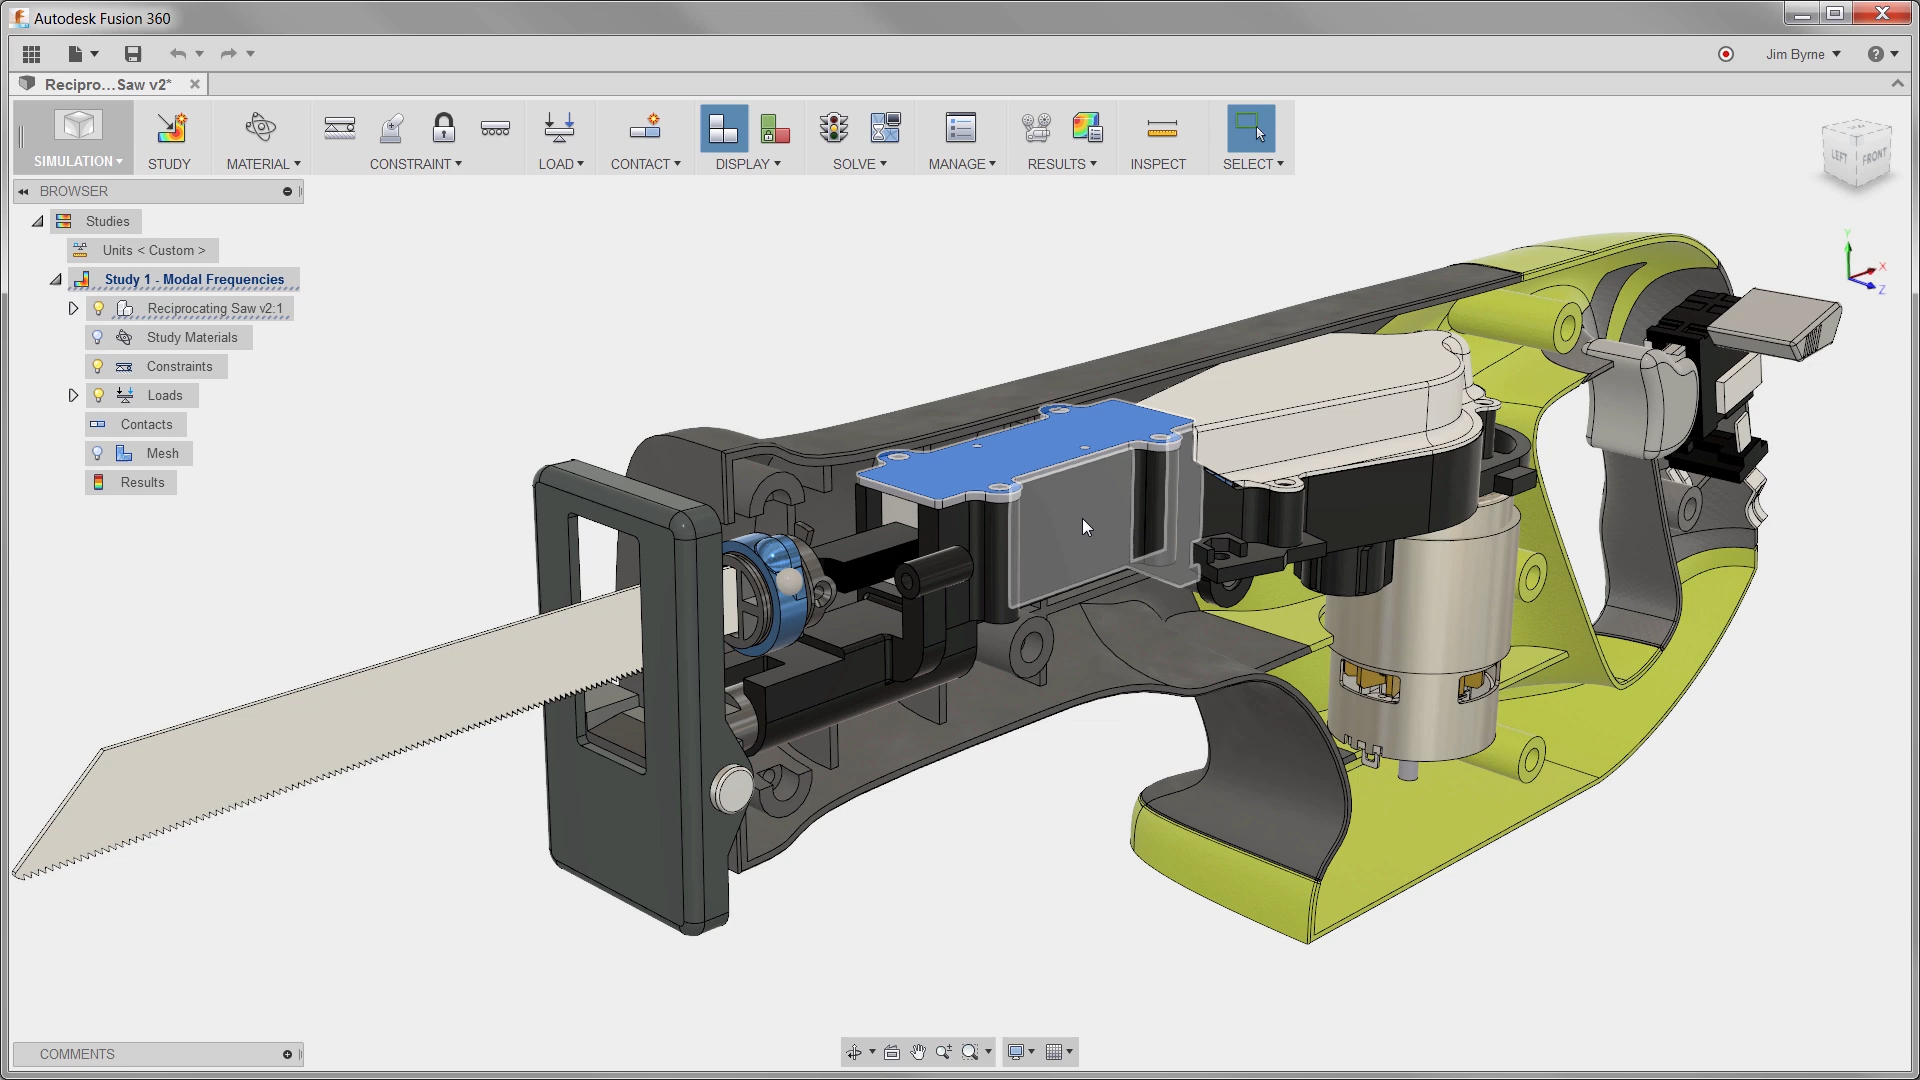 Autodesk Fusion 360
Jim Byrne
Recipro...Saw v2*
SIMULATION
STUDY
MATERIAL
CONSTRAINT
LOAD
CONTACT
DISPLAY
SOLVE
MANAGE
RESULTS
INSPECT
SELECT
LEFT
FRONT
BROWSER
Studies
Units < Custom >
Study 1 - Modal Frequencies
Reciprocating Saw v2:1
Study Materials
Constraints
Loads
Contacts
Mesh
Results
Y
X
Z
COMMENTS